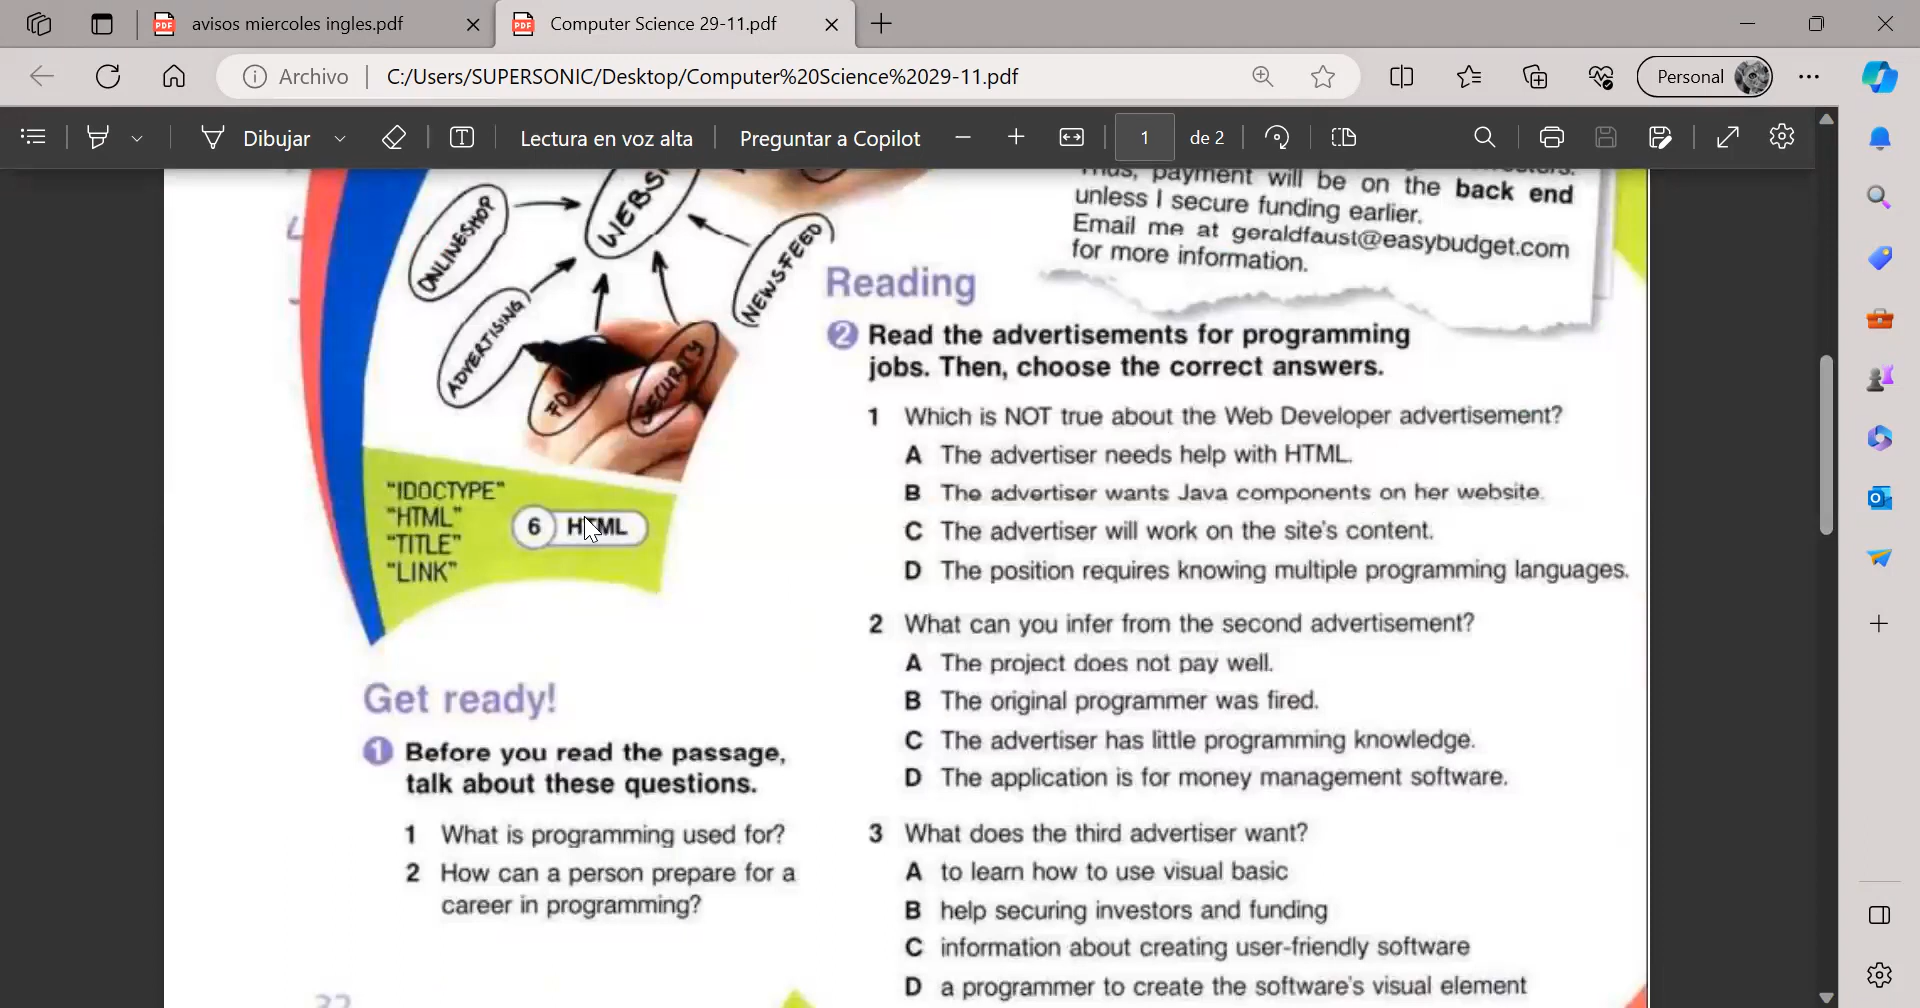 avisos miercoles ingles.pdf
Computer Science 29-11.pdf
Archivo
C:/Users/SUPERSONIC/Desktop/Computer%20Science%2029-11.pdf
Personal
Dibujar
Lectura en voz alta
Preguntar a Copilot
1
de 2
Thus, payment will be on the back end
unless I secure funding earlier.
Email me at geraldfaust@easybudget.com
for more information.
ONLINESHOP
NEWSFEED
ADVERTISING
SECURITY
"IDOCTYPE"
"HTML"
"TITLE"
"LINK"
6 HTML
Get ready!
1 Before you read the passage,
talk about these questions.
1 What is programming used for?
2 How can a person prepare for a
career in programming?
32
Reading
2 Read the advertisements for programming
jobs. Then, choose the correct answers.
1 Which is NOT true about the Web Developer advertisement?
A The advertiser needs help with HTML.
B The advertiser wants Java components on her website.
C The advertiser will work on the site's content.
D The position requires knowing multiple programming languages.
2 What can you infer from the second advertisement?
A The project does not pay well.
B The original programmer was fired.
C The advertiser has little programming knowledge.
D The application is for money management software.
3 What does the third advertiser want?
A to learn how to use visual basic
B help securing investors and funding
C information about creating user-friendly software
D a programmer to create the software's visual element